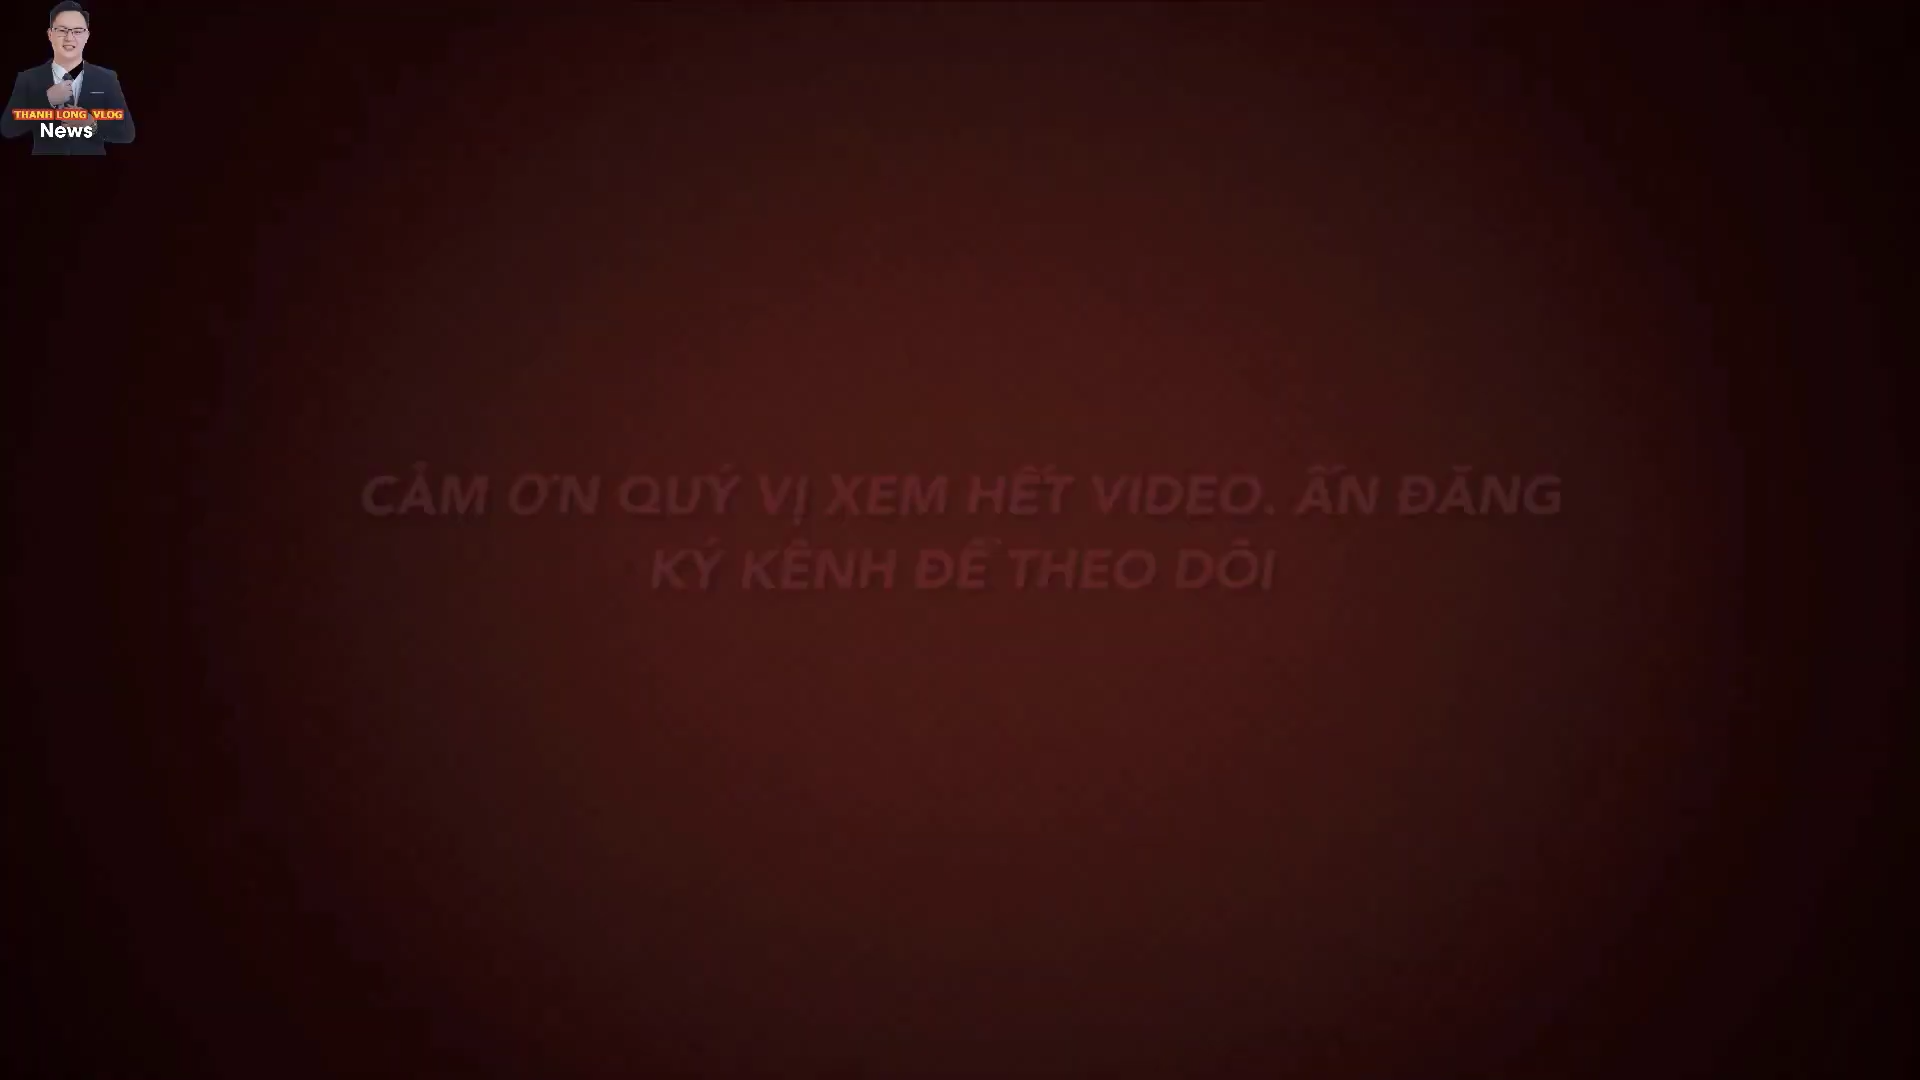 THANH LONG VLOG
News
CẢM ƠN QUÝ VỊ XEM HẾT VIDEO. ẤN ĐĂNG
KÝ KÊNH ĐỂ THEO DÕI